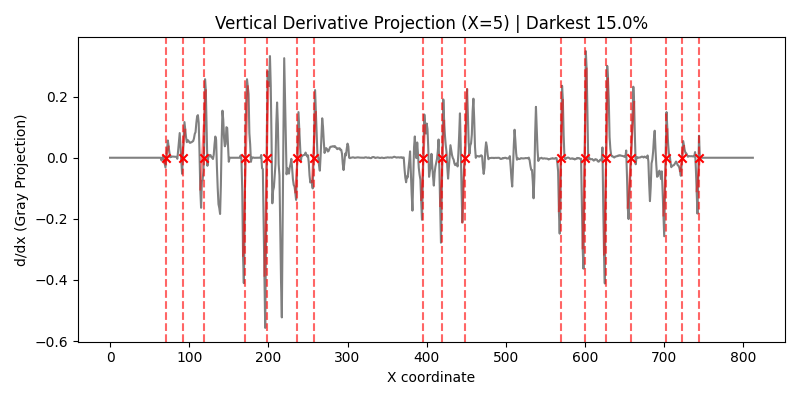 Vertical Derivative Projection (X=5) | Darkest 15.0%
d/dx (Gray Projection)
0.2
0.0
−0.2
−0.4
−0.6
0 100 200 300 400 500 600 700 800
X coordinate